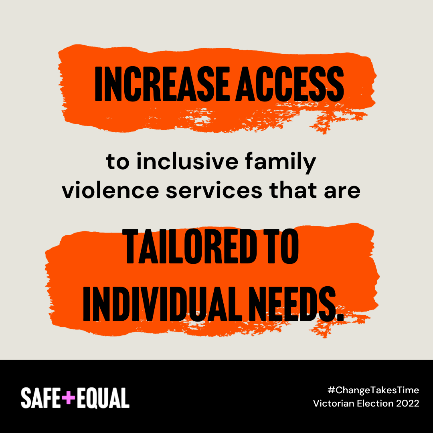 INCREASE ACCESS
to inclusive family
violence services that are
TAILORED TO
INDIVIDUAL NEEDS.
SAFE+EQUAL
#ChangeTakesTime
Victorian Election 2022